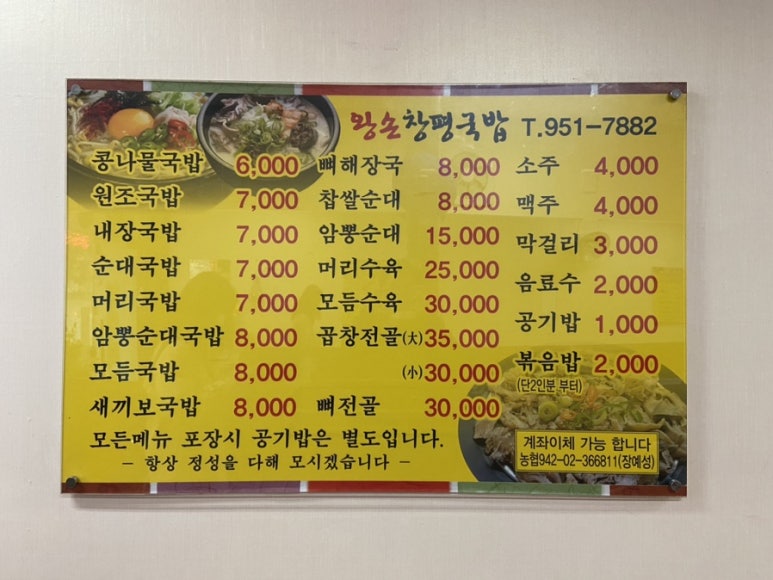 왕손창평국밥 T.951-7882
콩나물국밥 6,000
원조국밥 7,000
내장국밥 7,000
순대국밥 7,000
머리국밥 7,000
암뽕순대국밥 8,000
모듬국밥 8,000
새끼보국밥 8,000
뼈해장국 8,000
찹쌀순대 8,000
암뽕순대 15,000
머리수육 25,000
모듬수육 30,000
곱창전골(大) 35,000
(小) 30,000
뼈전골 30,000
소주 4,000
맥주 4,000
막걸리 3,000
음료수 2,000
공기밥 1,000
볶음밥 2,000
(단2인분 부터)
모든메뉴 포장시 공기밥은 별도입니다.
- 항상 정성을 다해 모시겠습니다 -
계좌이체 가능 합니다
농협942-02-366811(장예성)